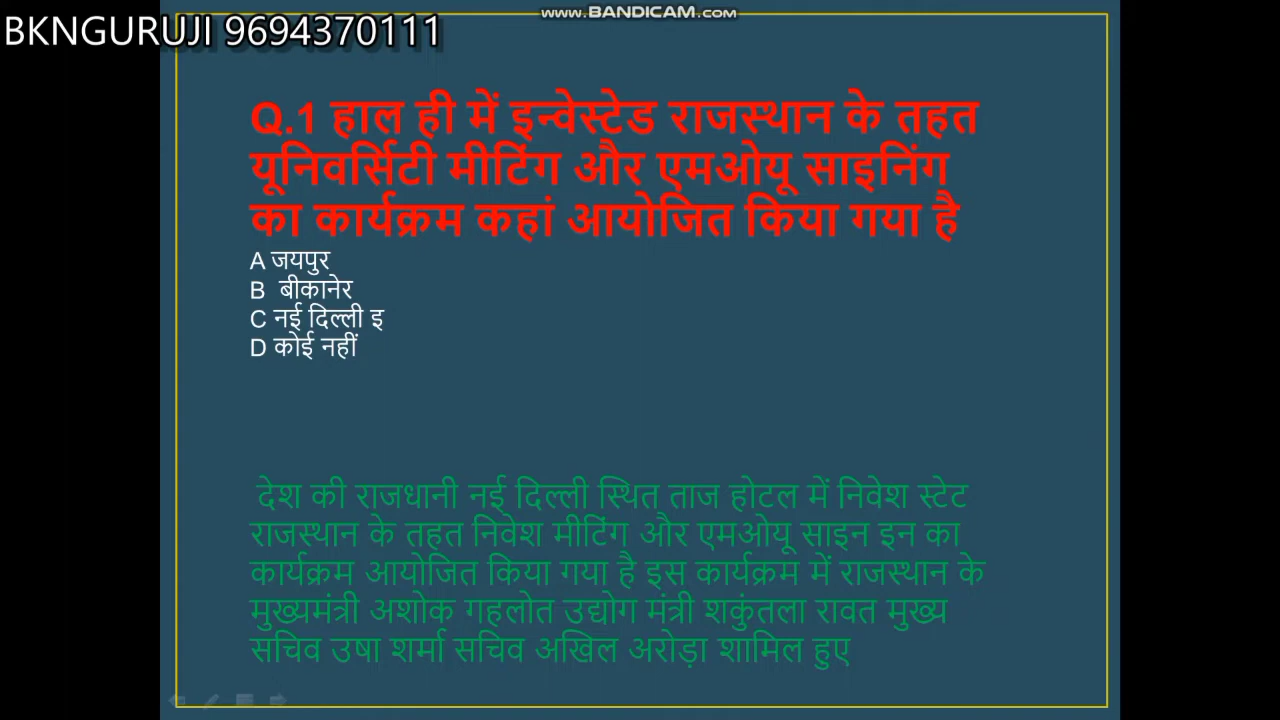 www.BANDICAM.com
BKNGURUJI 9694370111
Q.1 हाल ही में इन्वेस्टेड राजस्थान के तहत
यूनिवर्सिटी मीटिंग और एमओयू साइनिंग
का कार्यक्रम कहां आयोजित किया गया है
A जयपुर
B बीकानेर
C नई दिल्ली इ
D कोई नहीं
देश की राजधानी नई दिल्ली स्थित ताज होटल में निवेश स्टेट
राजस्थान के तहत निवेश मीटिंग और एमओयू साइन इन का
कार्यक्रम आयोजित किया गया है इस कार्यक्रम में राजस्थान के
मुख्यमंत्री अशोक गहलोत उद्योग मंत्री शकुंतला रावत मुख्य
सचिव उषा शर्मा सचिव अखिल अरोड़ा शामिल हुए